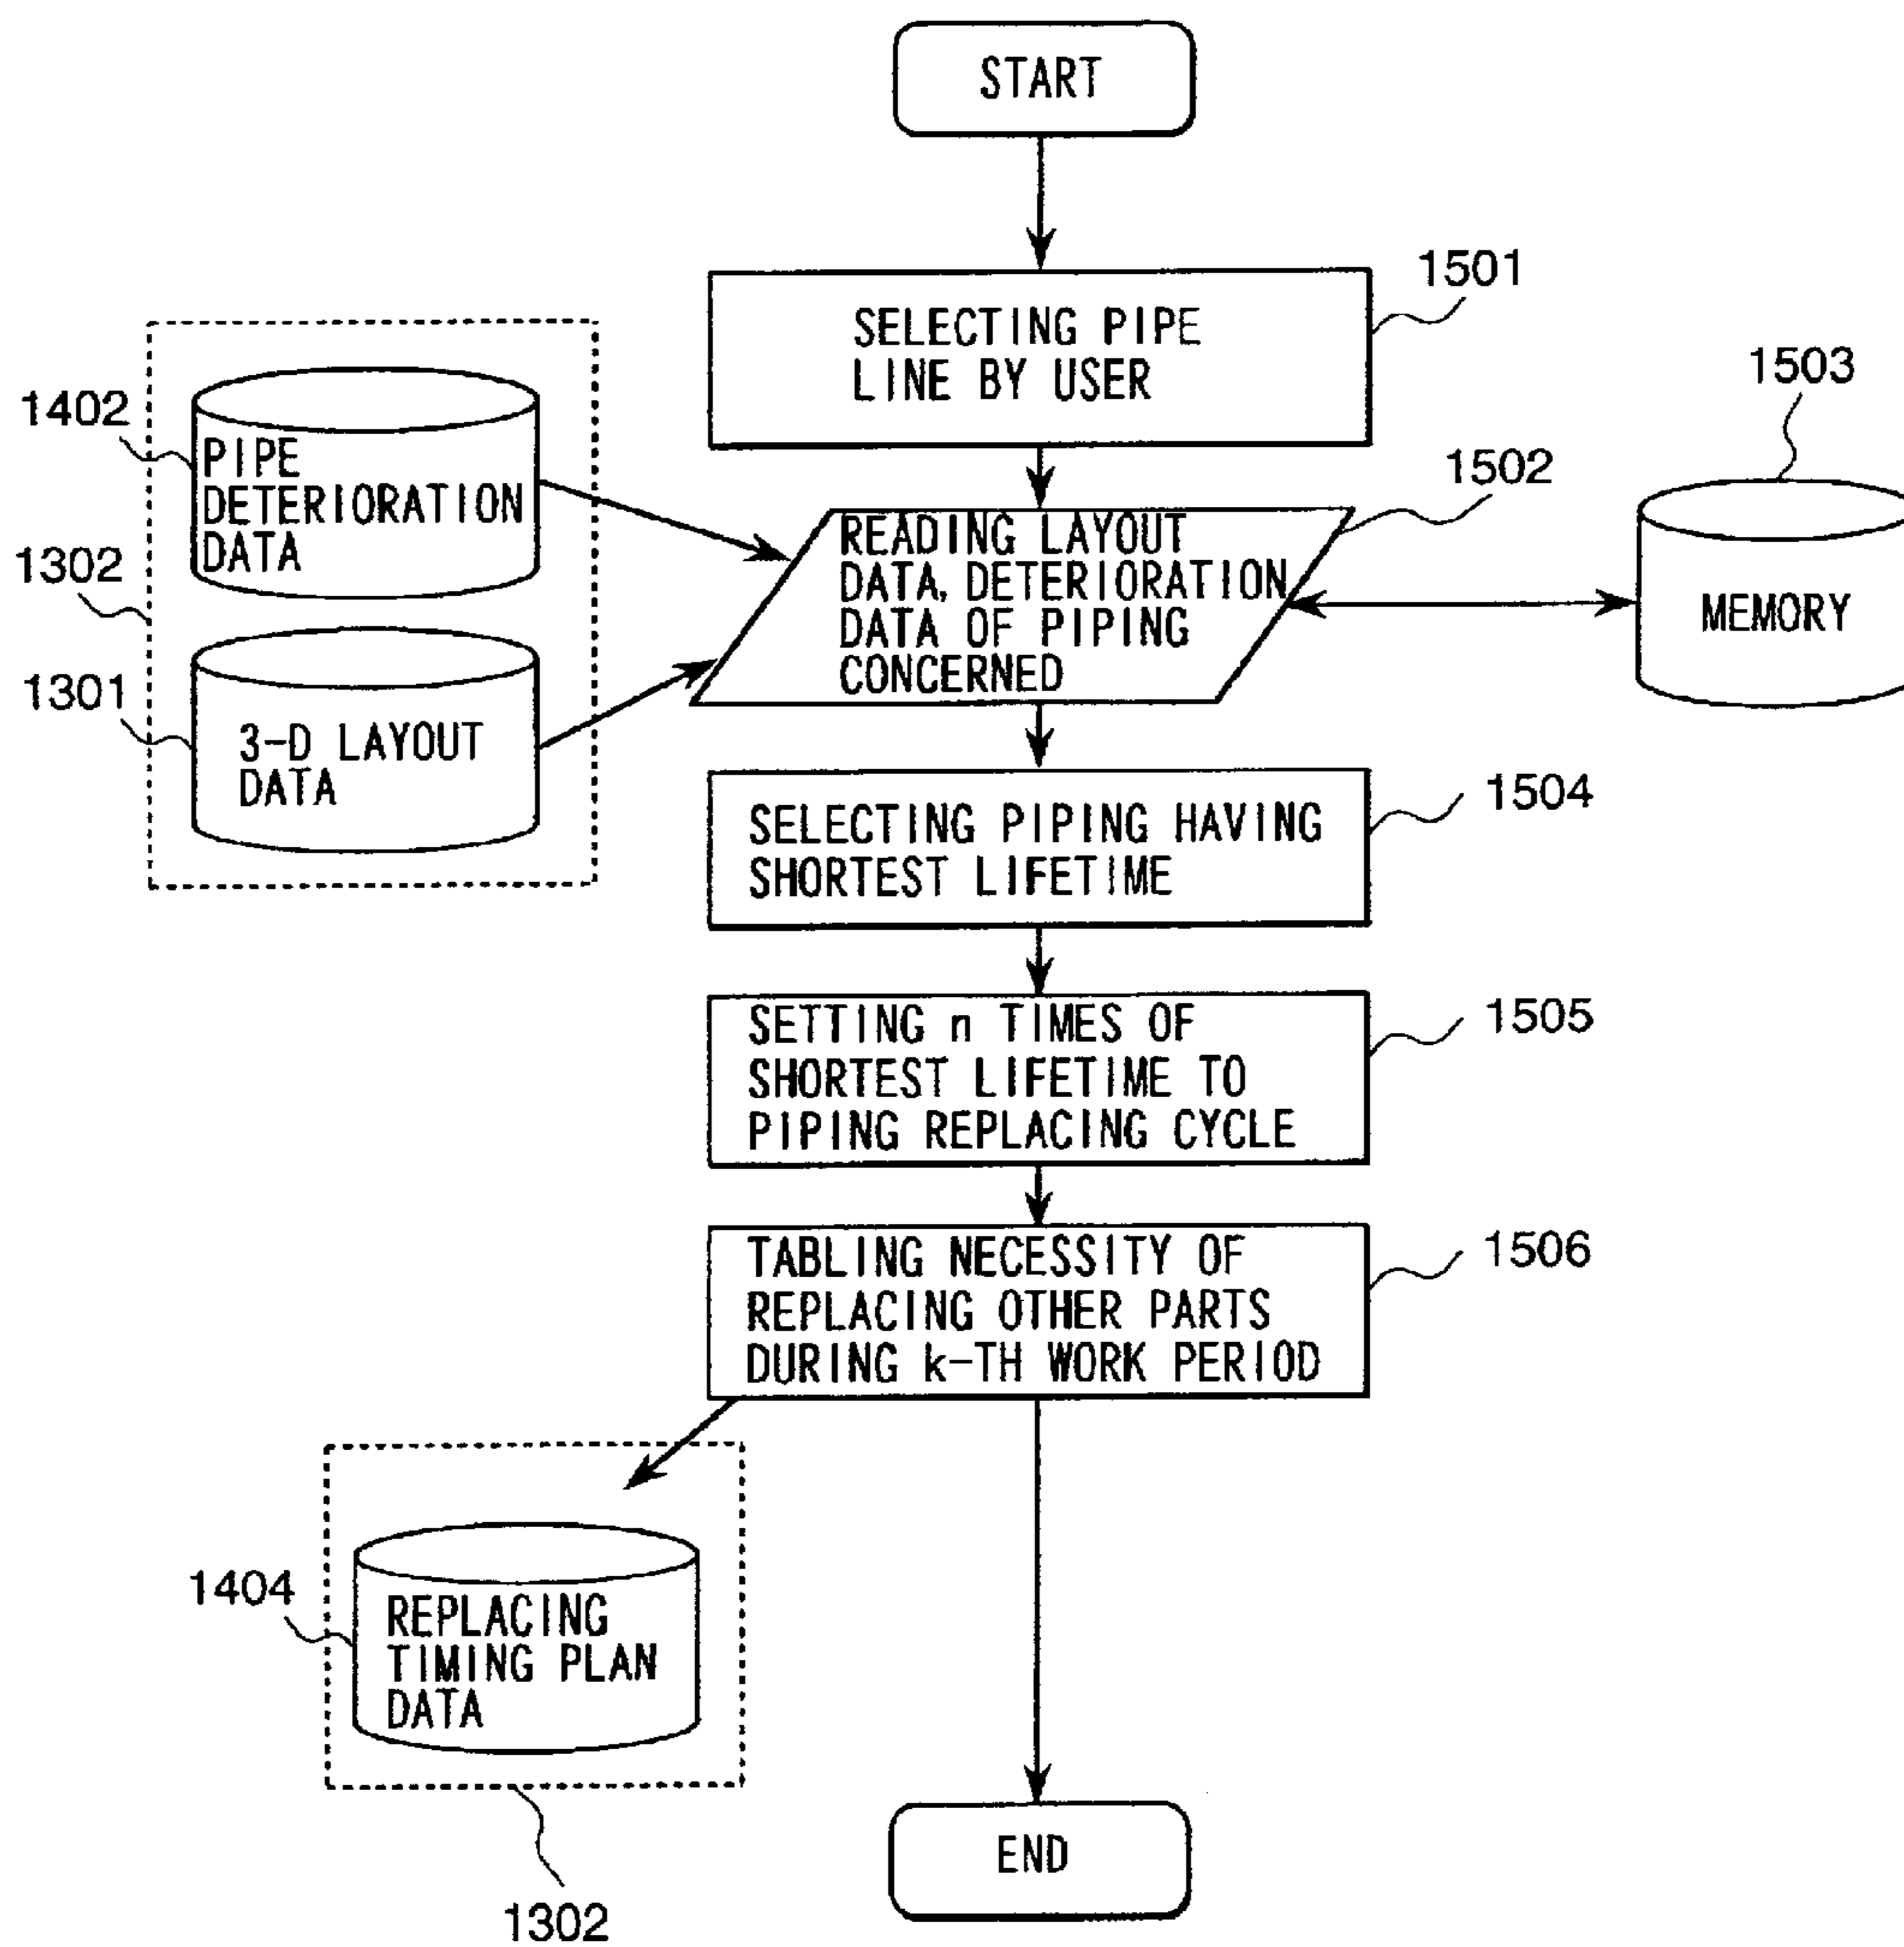 START
1501
SELECTING PIPE
LINE BY USER
1402
PIPE
DETERIORATION
DATA
1302
1301
3-D LAYOUT
DATA
1502
READING LAYOUT
DATA, DETERIORATION
DATA OF PIPING
CONCERNED
1503
MEMORY
1504
SELECTING PIPING HAVING
SHORTEST LIFETIME
1505
SETTING n TIMES OF
SHORTEST LIFETIME TO
PIPING REPLACING CYCLE
1506
TABLING NECESSITY OF
REPLACING OTHER PARTS
DURING k-TH WORK PERIOD
1404
REPLACING
TIMING PLAN
DATA
1302
END